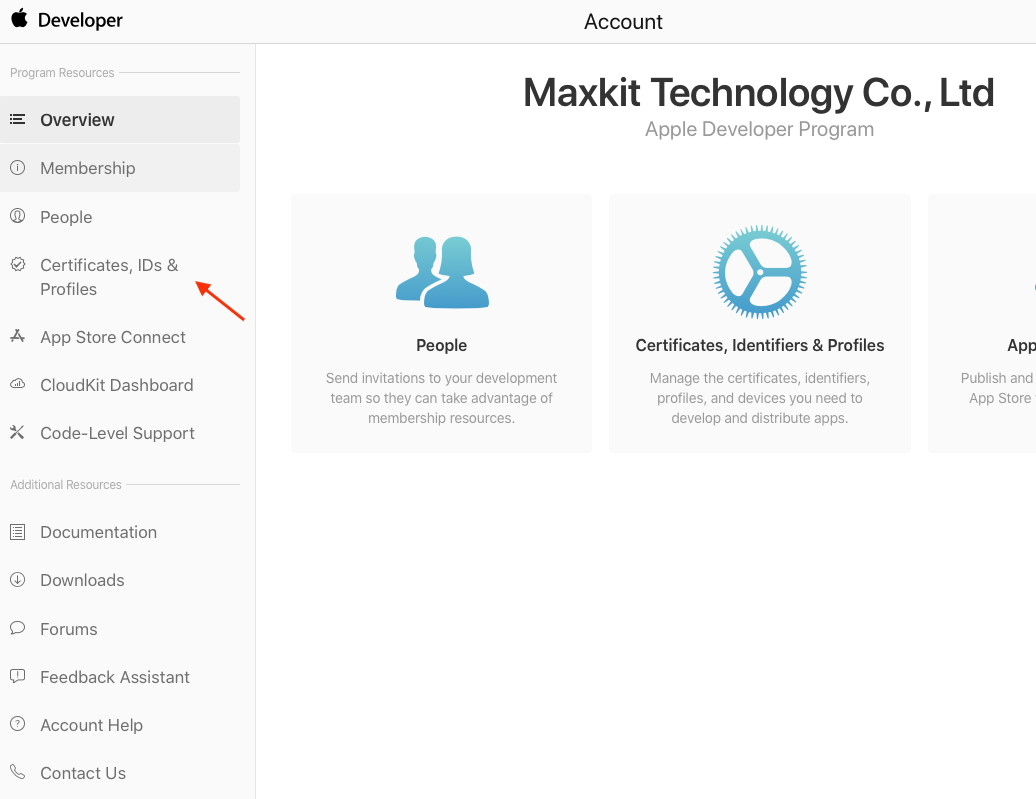 Developer
Account
Program Resources
Overview
Membership
People
Certificates, IDs &
Profiles
App Store Connect
CloudKit Dashboard
Code-Level Support
Additional Resources
Documentation
Downloads
Forums
Feedback Assistant
Account Help
Contact Us
Maxkit Technology Co., Ltd
Apple Developer Program
People
Send invitations to your development
team so they can take advantage of
membership resources.
Certificates, Identifiers & Profiles
Manage the certificates, identifiers,
profiles, and devices you need to
develop and distribute apps.
App
Publish and
App Store